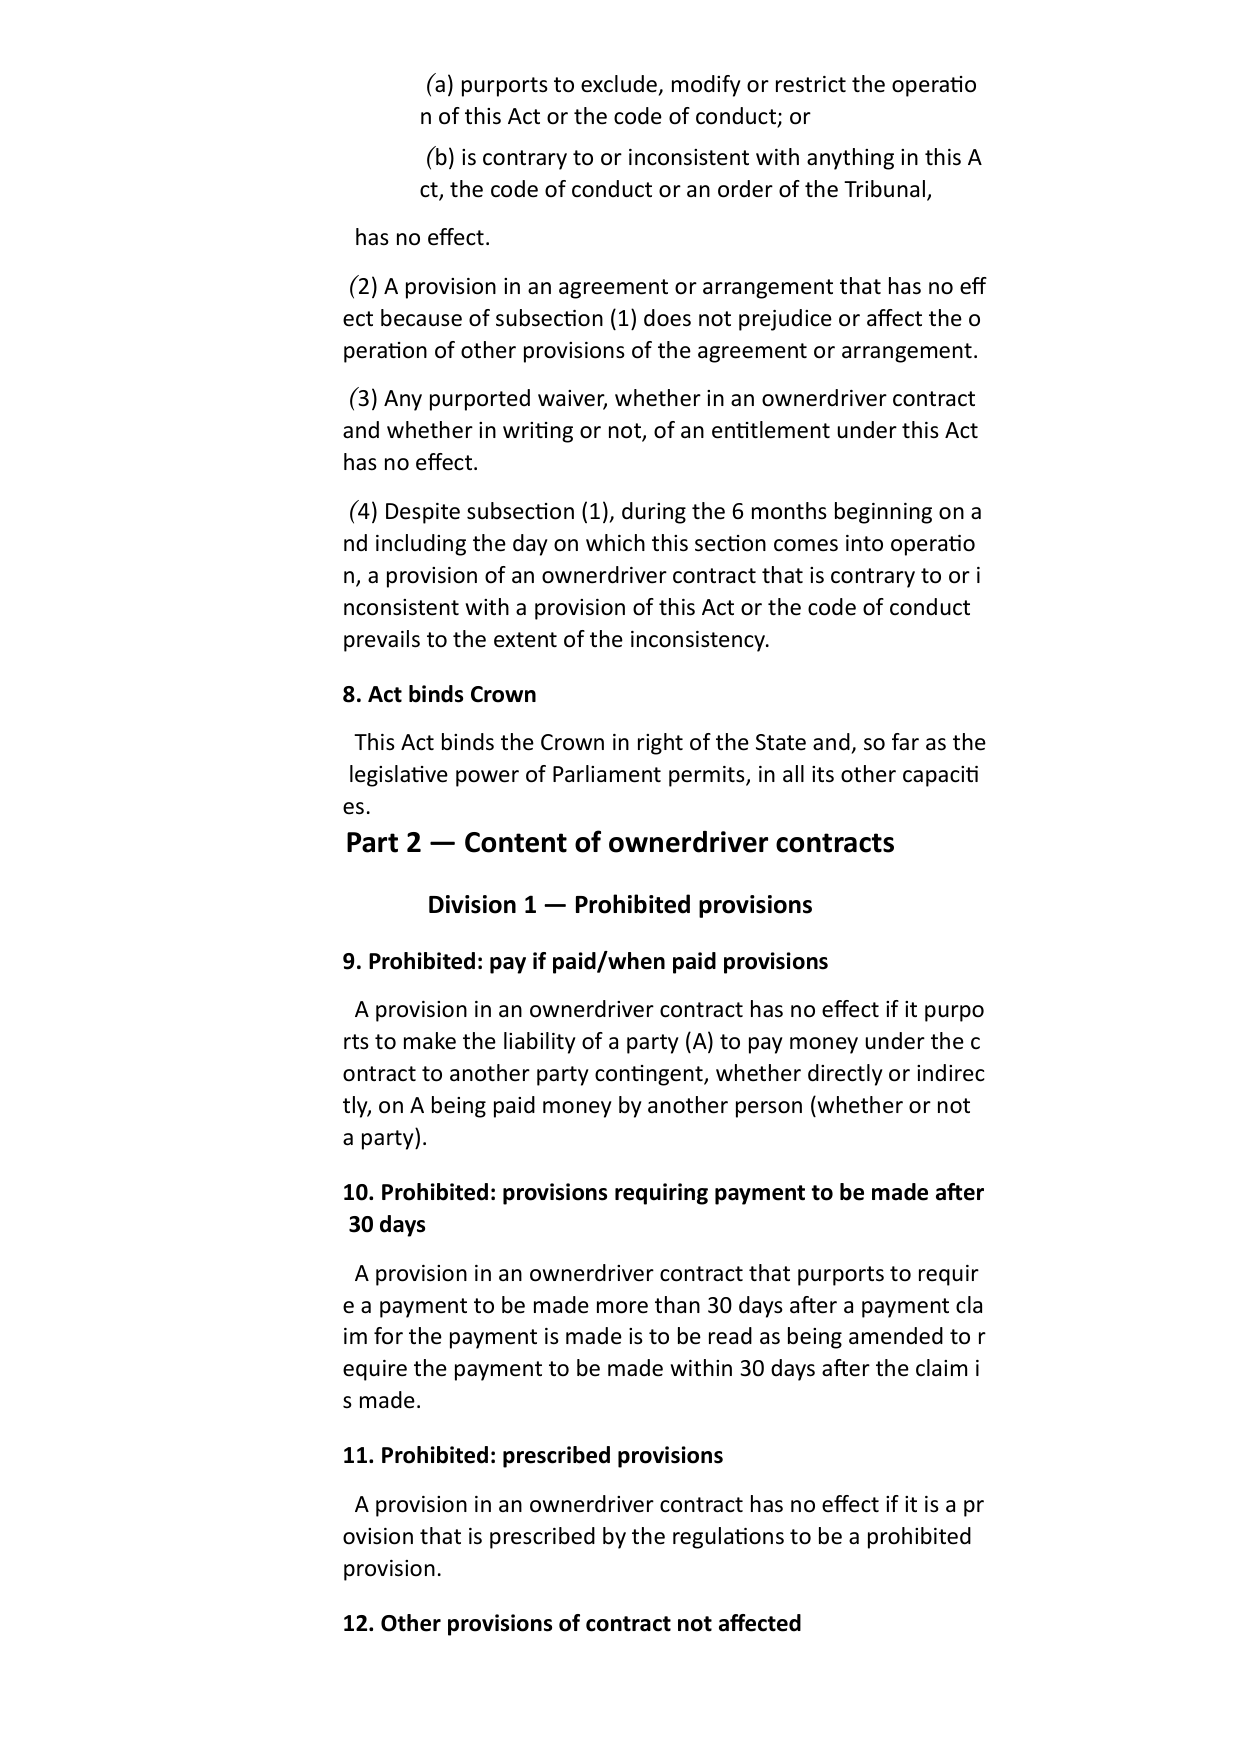 (a) purports to exclude, modify or restrict the operatio
n of this Act or the code of conduct; or
(b) is contrary to or inconsistent with anything in this A
ct, the code of conduct or an order of the Tribunal,
has no effect.
(2) A provision in an agreement or arrangement that has no eff
ect because of subsection (1) does not prejudice or affect the o
peration of other provisions of the agreement or arrangement.
(3) Any purported waiver, whether in an ownerdriver contract
and whether in writing or not, of an entitlement under this Act
has no effect.
(4) Despite subsection (1), during the 6 months beginning on a
nd including the day on which this section comes into operatio
n, a provision of an ownerdriver contract that is contrary to or i
nconsistent with a provision of this Act or the code of conduct
prevails to the extent of the inconsistency.
8. Act binds Crown
This Act binds the Crown in right of the State and, so far as the
legislative power of Parliament permits, in all its other capaciti
es.
Part 2 — Content of ownerdriver contracts
Division 1 — Prohibited provisions
9. Prohibited: pay if paid/when paid provisions
A provision in an ownerdriver contract has no effect if it purpo
rts to make the liability of a party (A) to pay money under the c
ontract to another party contingent, whether directly or indirec
tly, on A being paid money by another person (whether or not
a party).
10. Prohibited: provisions requiring payment to be made after
30 days
A provision in an ownerdriver contract that purports to requir
e a payment to be made more than 30 days after a payment cla
im for the payment is made is to be read as being amended to r
equire the payment to be made within 30 days after the claim i
s made.
11. Prohibited: prescribed provisions
A provision in an ownerdriver contract has no effect if it is a pr
ovision that is prescribed by the regulations to be a prohibited
provision.
12. Other provisions of contract not affected